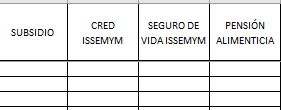 SUBSIDIO
CRED
ISSEMYM
SEGURO DE
VIDA ISSEMYM
PENSIÓN
ALIMENTICIA